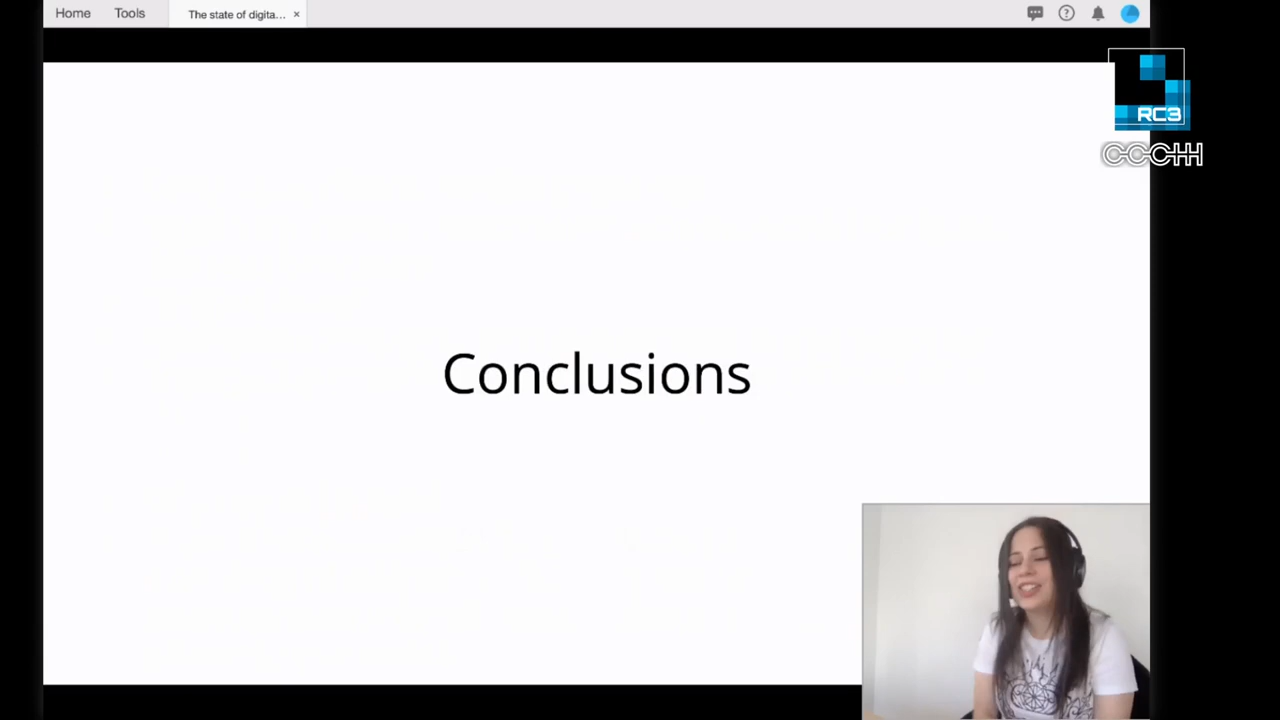 Home Tools The state of digita... ×
RC3
CCCHH
Conclusions